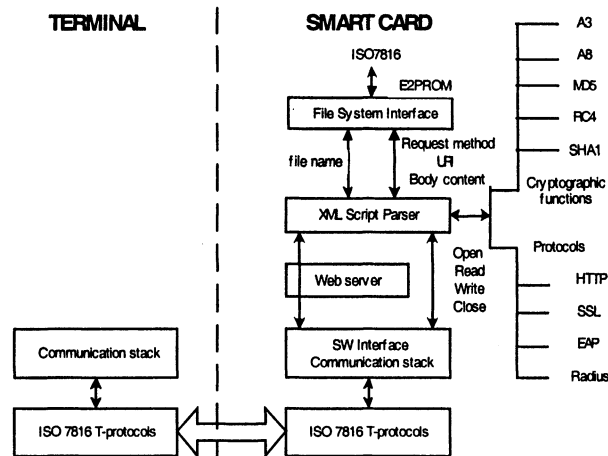 TERMINAL
SMART CARD
ISO7816
E2PROM
File System Interface
file name
Request method
URI
Body content
XML Script Parser
Web server
Open
Read
Write
Close
SW Interface
Communication stack
ISO 7816 T-protocols
Communication stack
ISO 7816 T-protocols
A3
A8
MD5
RC4
SHA1
Cryptographic
functions
Protocols
HTTP
SSL
EAP
Radius